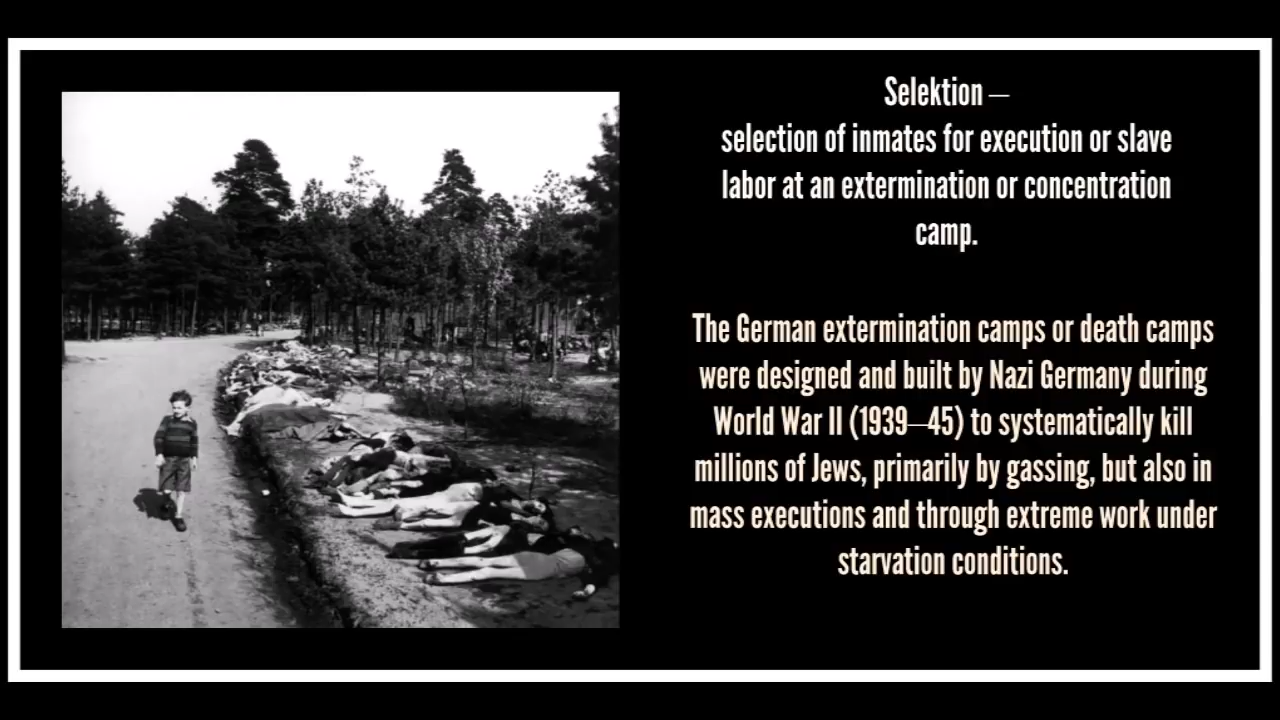 Selektion —
selection of inmates for execution or slave
labor at an extermination or concentration
camp.
The German extermination camps or death camps
were designed and built by Nazi Germany during
World War II (1939—45) to systematically kill
millions of Jews, primarily by gassing, but also in
mass executions and through extreme work under
starvation conditions.